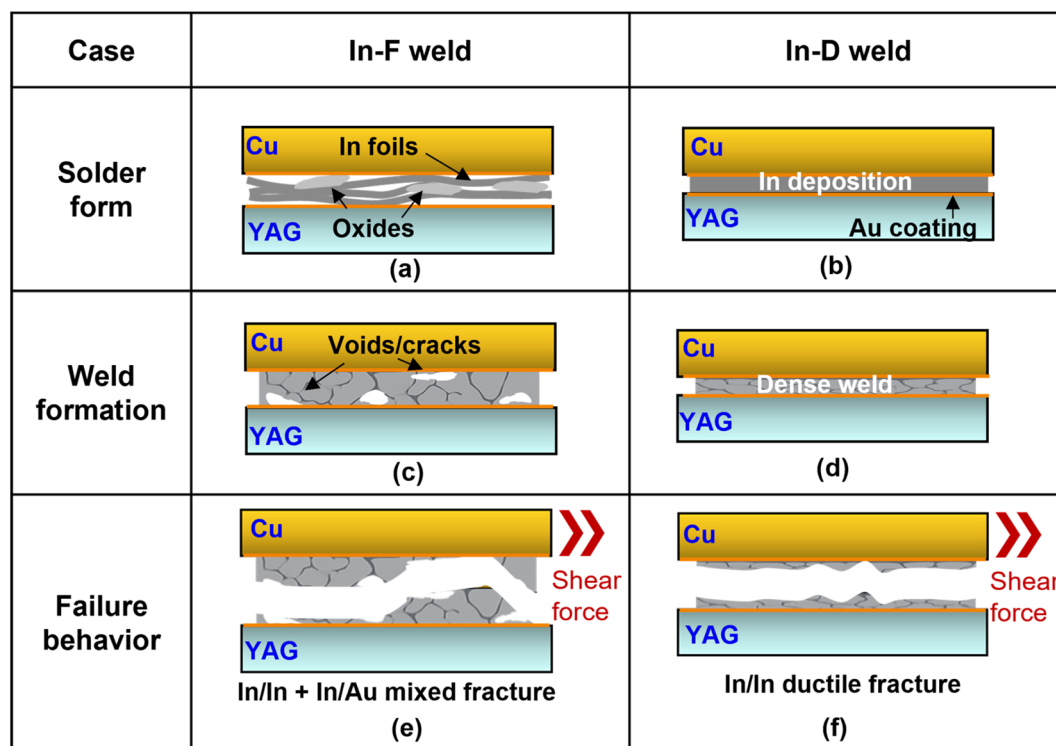 Case
In-F weld
In-D weld
Solder
form
Cu
In foils
Oxides
YAG
(a)
Cu
In deposition
YAG
Au coating
(b)
Weld
formation
Cu
Voids/cracks
YAG
(c)
Cu
Dense weld
YAG
(d)
Failure
behavior
Cu
Shear
force
YAG
In/In + In/Au mixed fracture
(e)
Cu
Shear
force
YAG
In/In ductile fracture
(f)